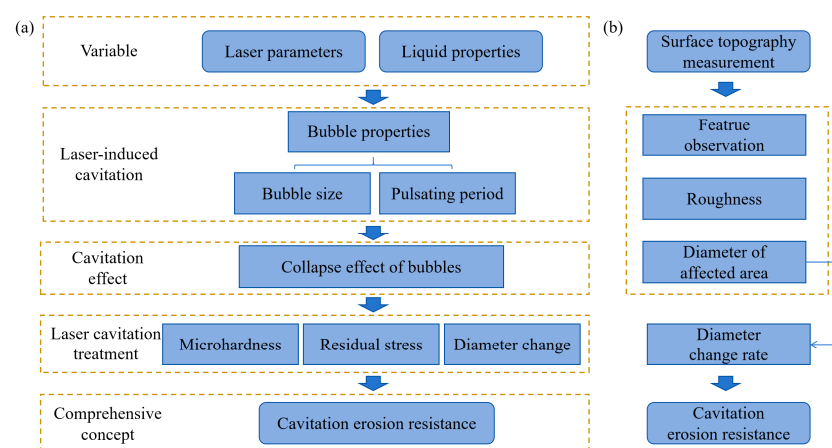 (a)
Variable
Laser parameters
Liquid properties
Laser-induced
cavitation
Bubble properties
Bubble size
Pulsating period
Cavitation
effect
Collapse effect of bubbles
Laser cavitation
treatment
Microhardness
Residual stress
Diameter change
Comprehensive
concept
Cavitation erosion resistance
(b)
Surface topography
measurement
Featrue
observation
Roughness
Diameter of
affected area
Diameter
change rate
Cavitation
erosion resistance